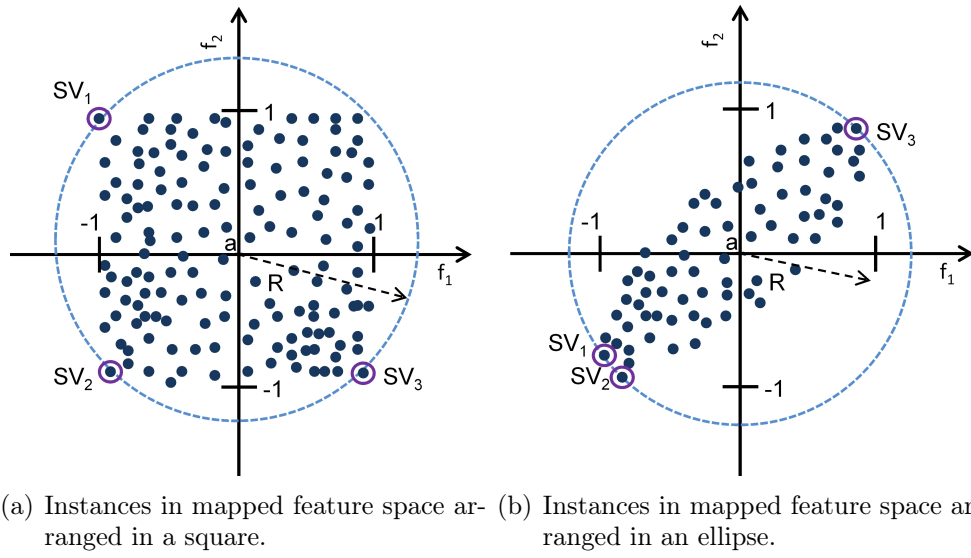 f2
SV1
1
-1
1
a
f1
R
SV2
SV3
-1
f2
1
SV3
-1
1
a
f1
R
SV1
SV2
-1
(a) Instances in mapped feature space ar-
ranged in a square.
(b) Instances in mapped feature space ar
ranged in an ellipse.